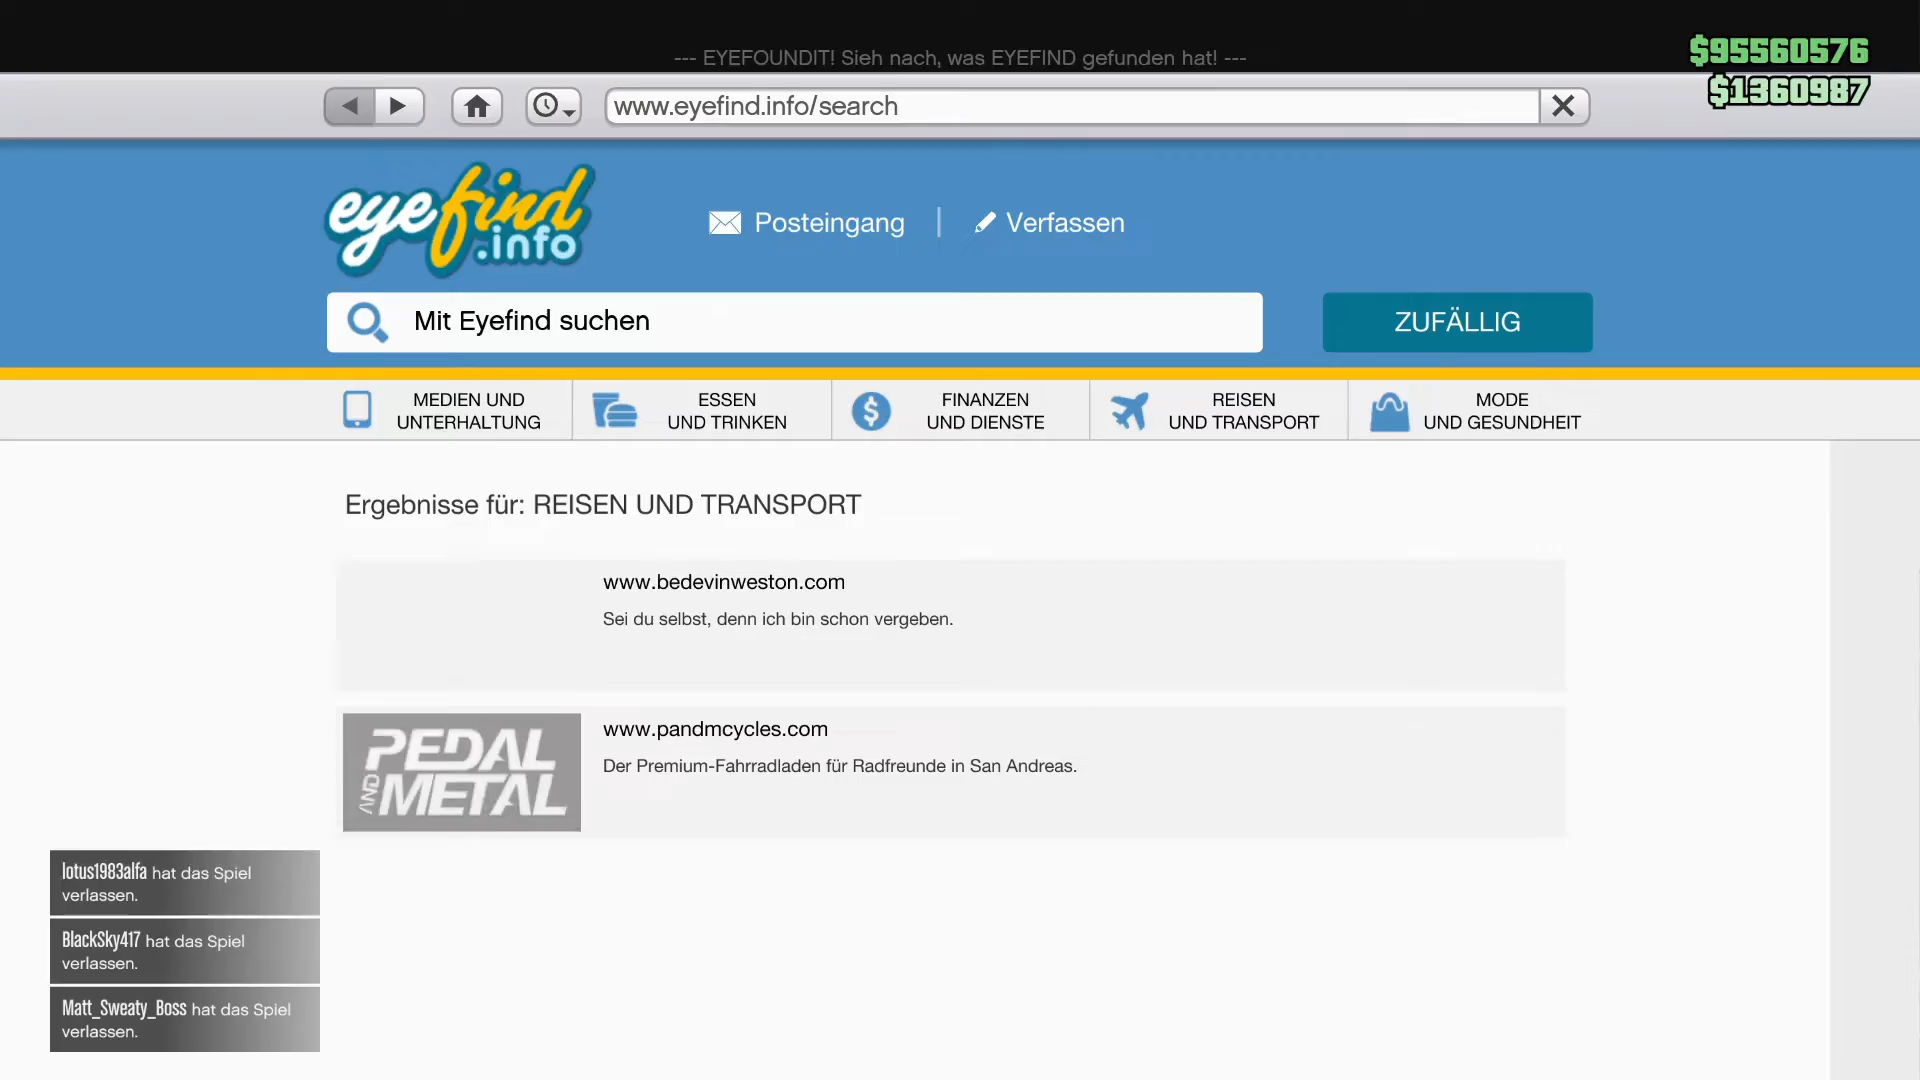 --- EYEFOUNDIT! Sieh nach, was EYEFIND gefunden hat! ---
$95560576
$1360987
www.eyefind.info/search
eyefind
.info
Posteingang
Verfassen
Mit Eyefind suchen
ZUFÄLLIG
MEDIEN UND
UNTERHALTUNG
ESSEN
UND TRINKEN
FINANZEN
UND DIENSTE
REISEN
UND TRANSPORT
MODE
UND GESUNDHEIT
Ergebnisse für: REISEN UND TRANSPORT
www.bedevinweston.com
Sei du selbst, denn ich bin schon vergeben.
PEDAL
AND METAL
www.pandmcycles.com
Der Premium-Fahrradladen für Radfreunde in San Andreas.
lotus1983alfa hat das Spiel
verlassen.
BlackSky417 hat das Spiel
verlassen.
Matt_Sweaty_Boss hat das Spiel
verlassen.